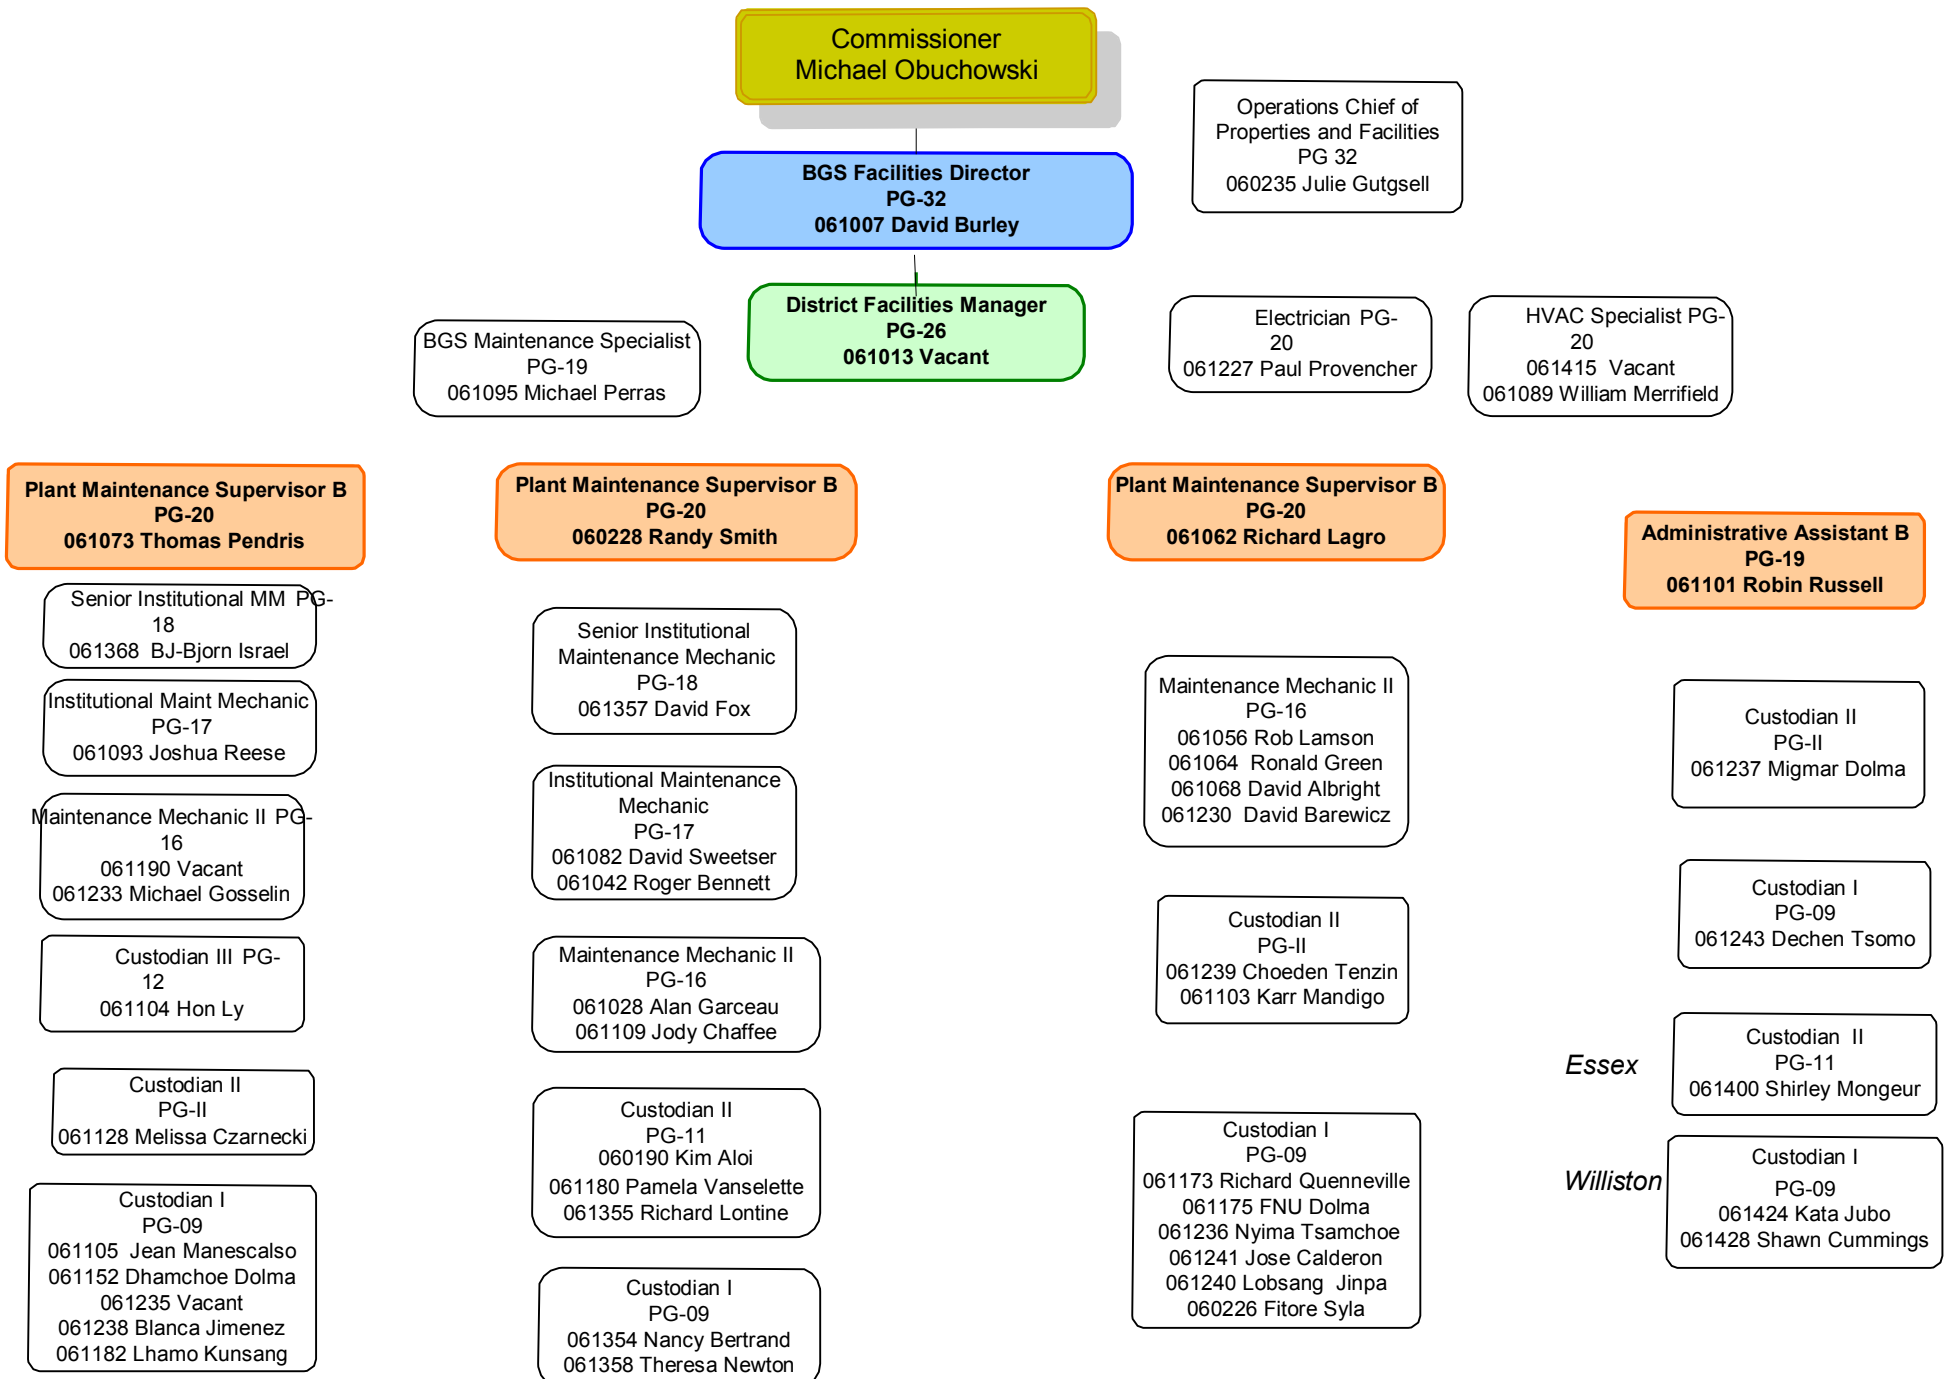 Commissioner
Michael Obuchowski
Operations Chief of
Properties and Facilities
PG 32
060235 Julie Gutgsell
BGS Facilities Director
PG-32
061007 David Burley
District Facilities Manager
PG-26
061013 Vacant
BGS Maintenance Specialist
PG-19
061095 Michael Perras
Electrician PG-
20
061227 Paul Provencher
HVAC Specialist PG-
20
061415 Vacant
061089 William Merrifield
Plant Maintenance Supervisor B
PG-20
061073 Thomas Pendris
Senior Institutional MM PG-
18
061368 BJ-Bjorn Israel
Institutional Maint Mechanic
PG-17
061093 Joshua Reese
Maintenance Mechanic II PG-
16
061190 Vacant
061233 Michael Gosselin
Custodian III PG-
12
061104 Hon Ly
Custodian II
PG-II
061128 Melissa Czarnecki
Custodian I
PG-09
061105 Jean Manescalso
061152 Dhamchoe Dolma
061235 Vacant
061238 Blanca Jimenez
061182 Lhamo Kunsang
Plant Maintenance Supervisor B
PG-20
060228 Randy Smith
Senior Institutional
Maintenance Mechanic
PG-18
061357 David Fox
Institutional Maintenance
Mechanic
PG-17
061082 David Sweetser
061042 Roger Bennett
Maintenance Mechanic II
PG-16
061028 Alan Garceau
061109 Jody Chaffee
Custodian II
PG-11
060190 Kim Aloi
061180 Pamela Vanselette
061355 Richard Lontine
Custodian I
PG-09
061354 Nancy Bertrand
061358 Theresa Newton
Plant Maintenance Supervisor B
PG-20
061062 Richard Lagro
Maintenance Mechanic II
PG-16
061056 Rob Lamson
061064 Ronald Green
061068 David Albright
061230 David Barewicz
Custodian II
PG-II
061239 Choeden Tenzin
061103 Karr Mandigo
Custodian I
PG-09
061173 Richard Quenneville
061175 FNU Dolma
061236 Nyima Tsamchoe
061241 Jose Calderon
061240 Lobsang Jinpa
060226 Fitore Syla
Administrative Assistant B
PG-19
061101 Robin Russell
Custodian II
PG-II
061237 Migmar Dolma
Custodian I
PG-09
061243 Dechen Tsomo
Essex
Custodian II
PG-11
061400 Shirley Mongeur
Williston
Custodian I
PG-09
061424 Kata Jubo
061428 Shawn Cummings